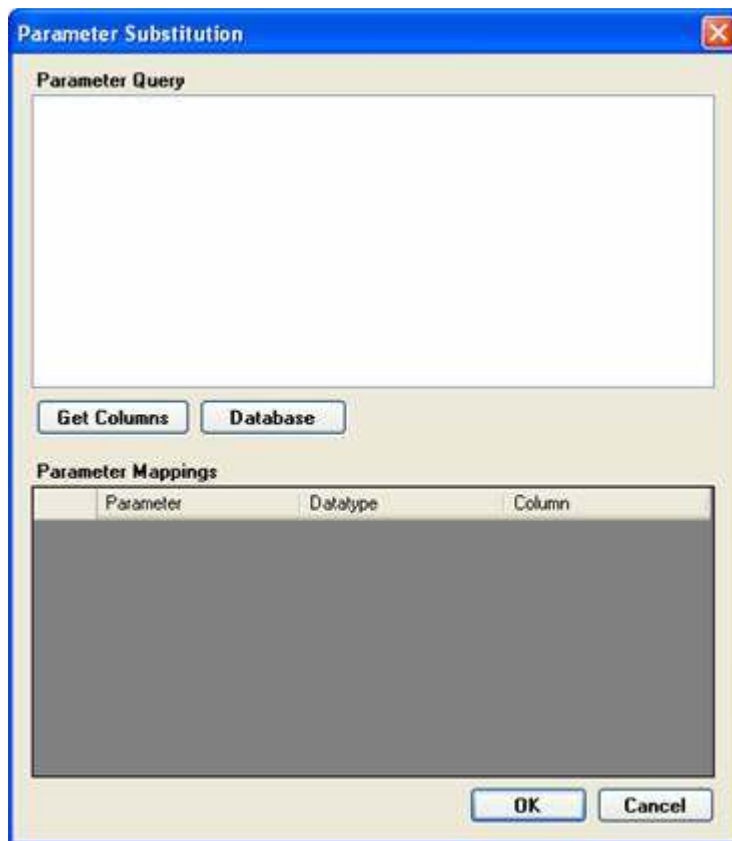 Parameter Substitution
Parameter Query
Get Columns Database
Parameter Mappings
Parameter Datatype Column
OK Cancel